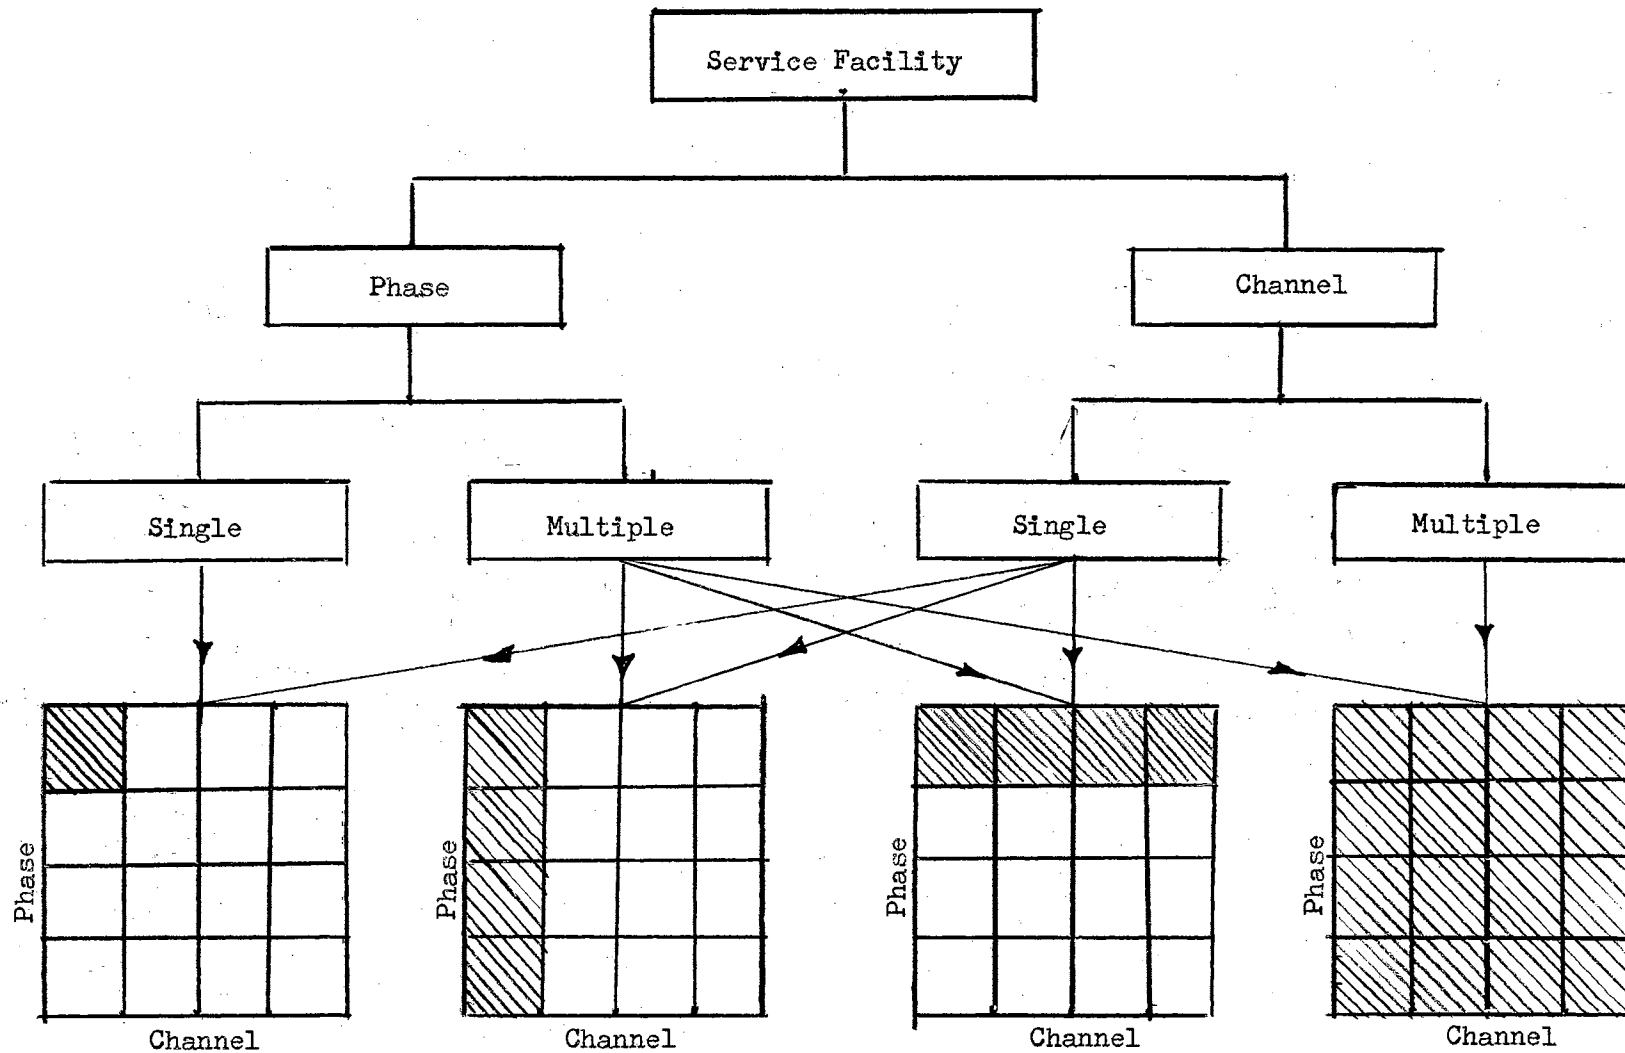 Service Facility
Phase
Channel
Single
Multiple
Single
Multiple
Phase
Phase
Phase
Phase
Channel
Channel
Channel
Channel